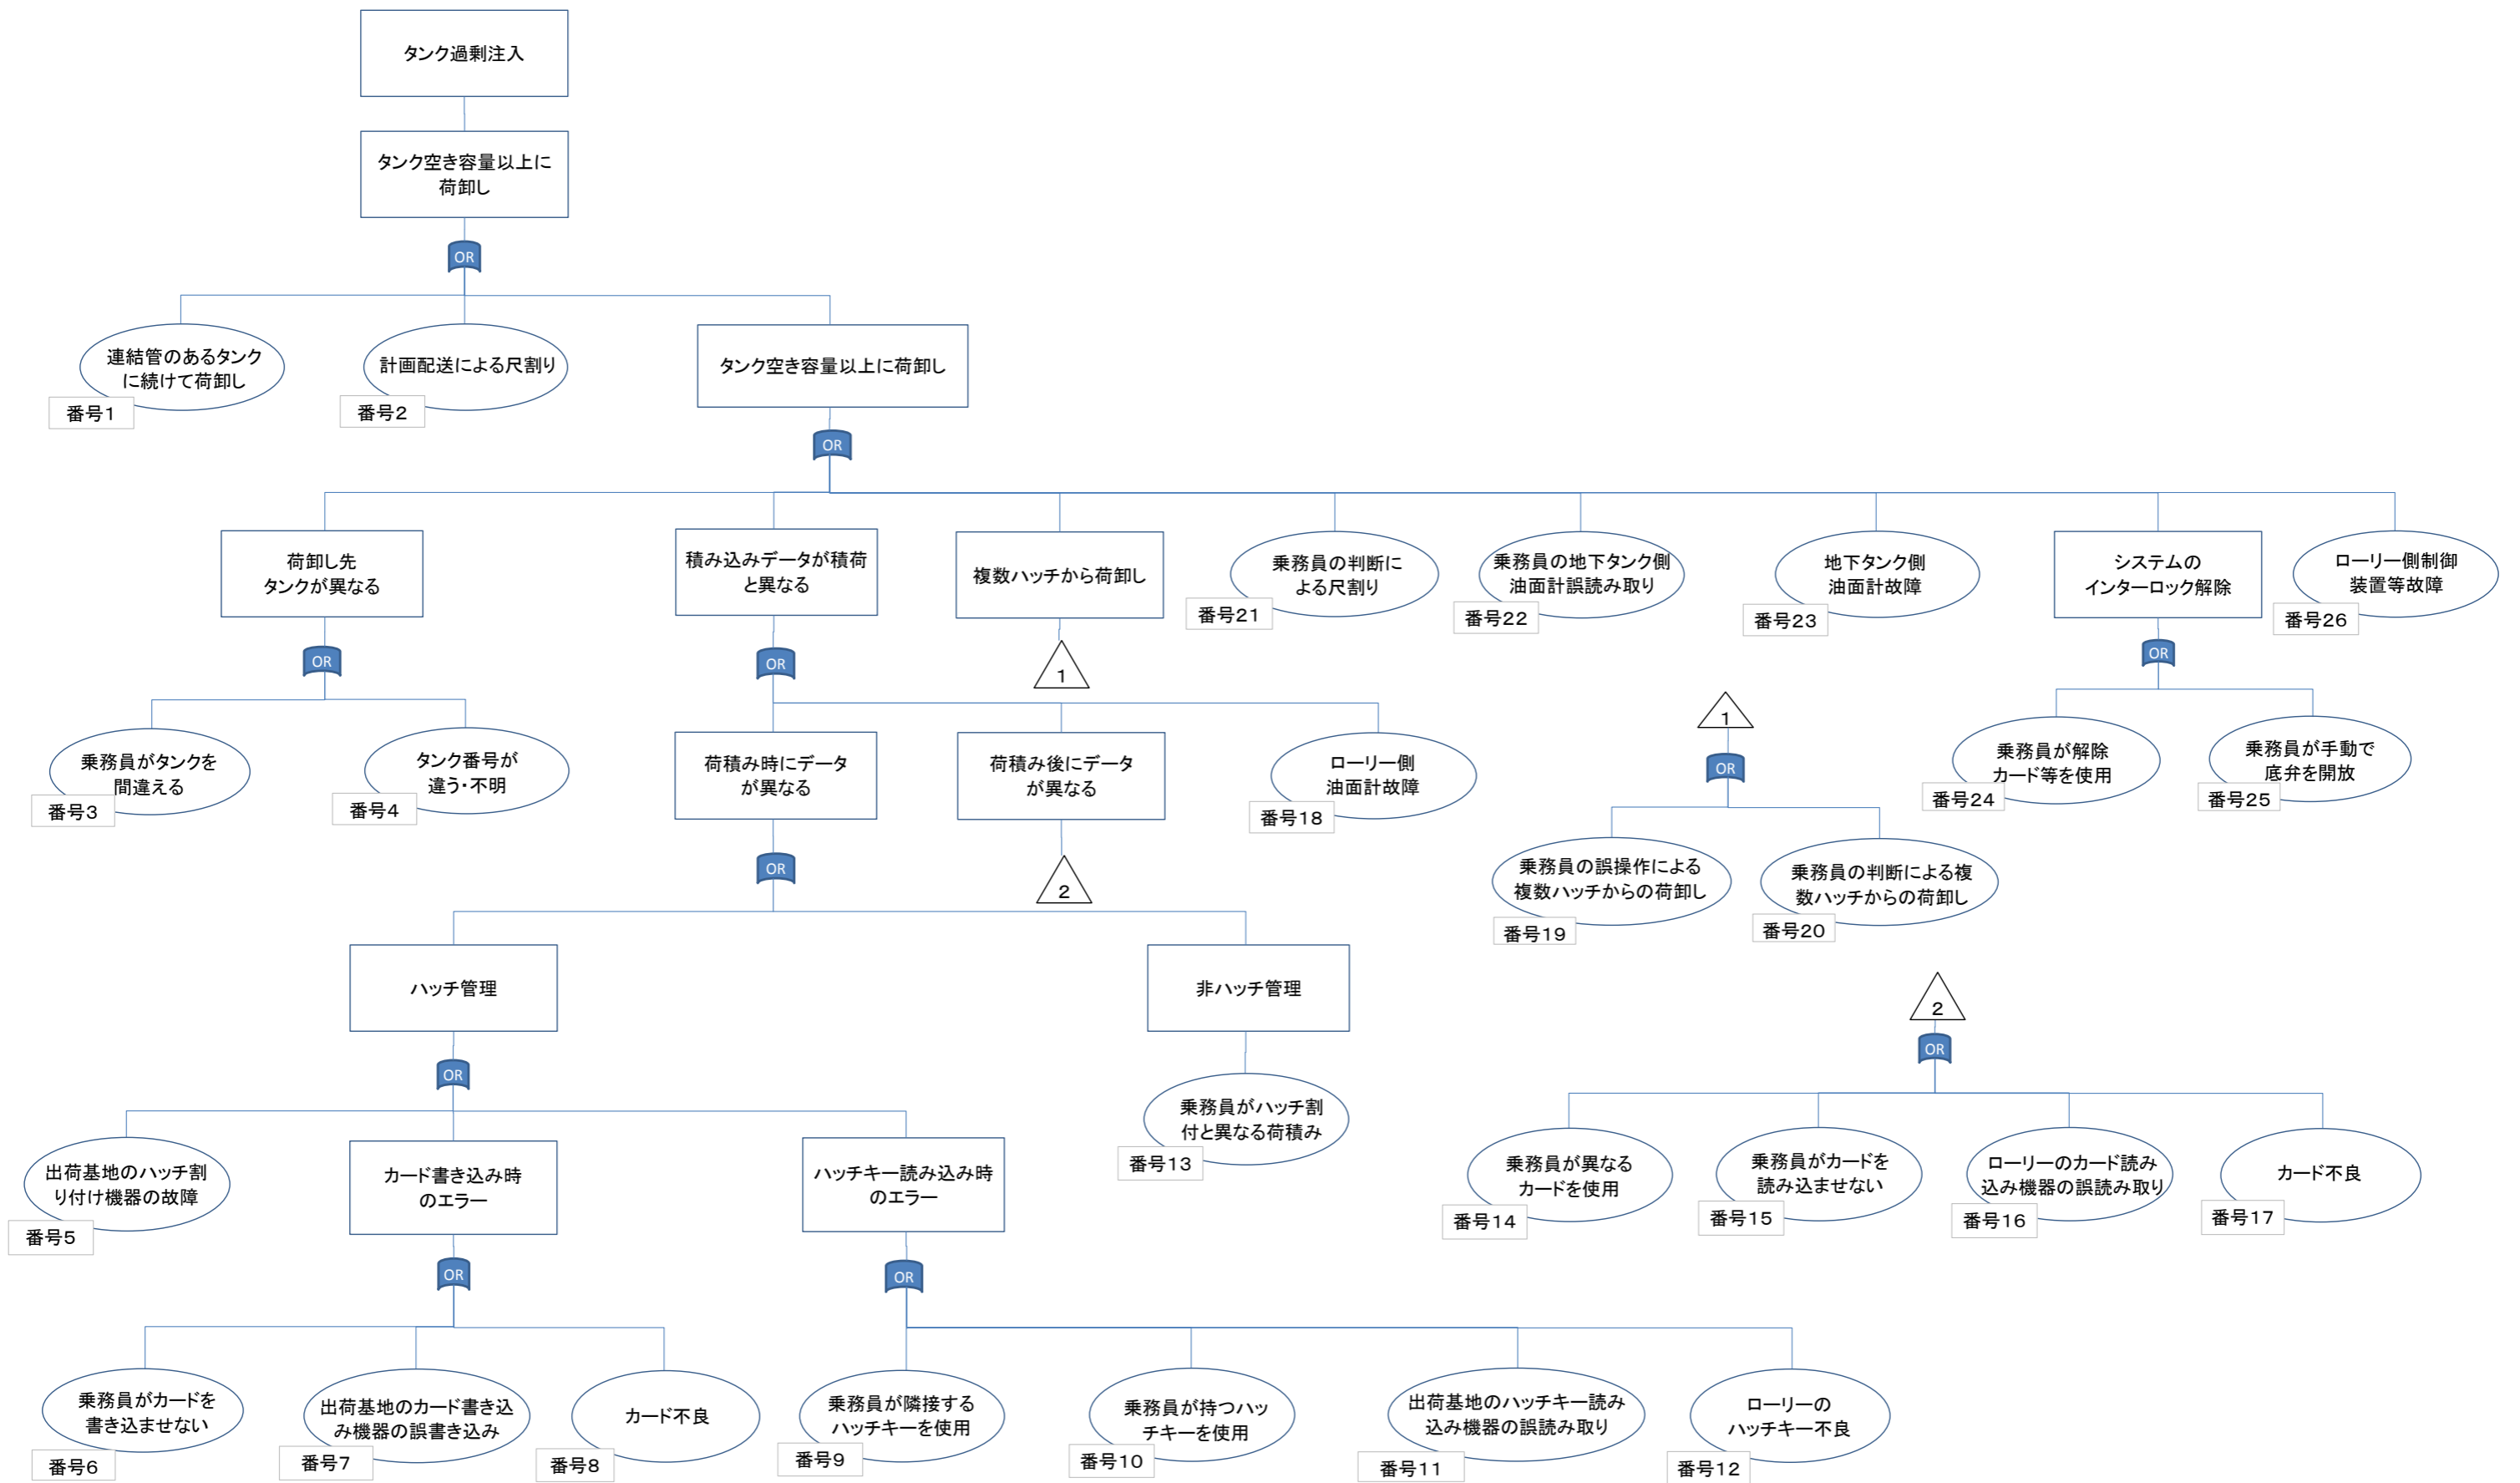 タンク過剰注入
タンク空き容量以上に
荷卸し
OR
連結管のあるタンク
に続けて荷卸し
番号1
計画配送による尺割り
番号2
タンク空き容量以上に荷卸し
OR
荷卸し先
タンクが異なる
積み込みデータが積荷
と異なる
複数ハッチから荷卸し
乗務員の判断に
よる尺割り
番号21
乗務員の地下タンク側
油面計誤読み取り
番号22
地下タンク側
油面計故障
番号23
システムの
インターロック解除
ローリー側制御
装置等故障
番号26
OR
OR
1
OR
乗務員がタンクを
間違える
番号3
タンク番号が
違う・不明
番号4
荷積み時にデータ
が異なる
荷積み後にデータ
が異なる
ローリー側
油面計故障
番号18
1
OR
乗務員が解除
カード等を使用
番号24
乗務員が手動で
底弁を開放
番号25
OR
2
乗務員の誤操作による
複数ハッチからの荷卸し
番号19
乗務員の判断による複
数ハッチからの荷卸し
番号20
ハッチ管理
非ハッチ管理
2
OR
OR
乗務員がハッチ割
付と異なる荷積み
番号13
出荷基地のハッチ割
り付け機器の故障
番号5
カード書き込み時
のエラー
ハッチキー読み込み時
のエラー
乗務員が異なる
カードを使用
番号14
乗務員がカードを
読み込ませない
番号15
ローリーのカード読み
込み機器の誤読み取り
番号16
カード不良
番号17
OR
OR
乗務員がカードを
書き込ませない
番号6
出荷基地のカード書き込
み機器の誤書き込み
番号7
カード不良
番号8
乗務員が隣接する
ハッチキーを使用
番号9
乗務員が持つハッ
チキーを使用
番号10
出荷基地のハッチキー読み
込み機器の誤読み取り
番号11
ローリーの
ハッチキー不良
番号12